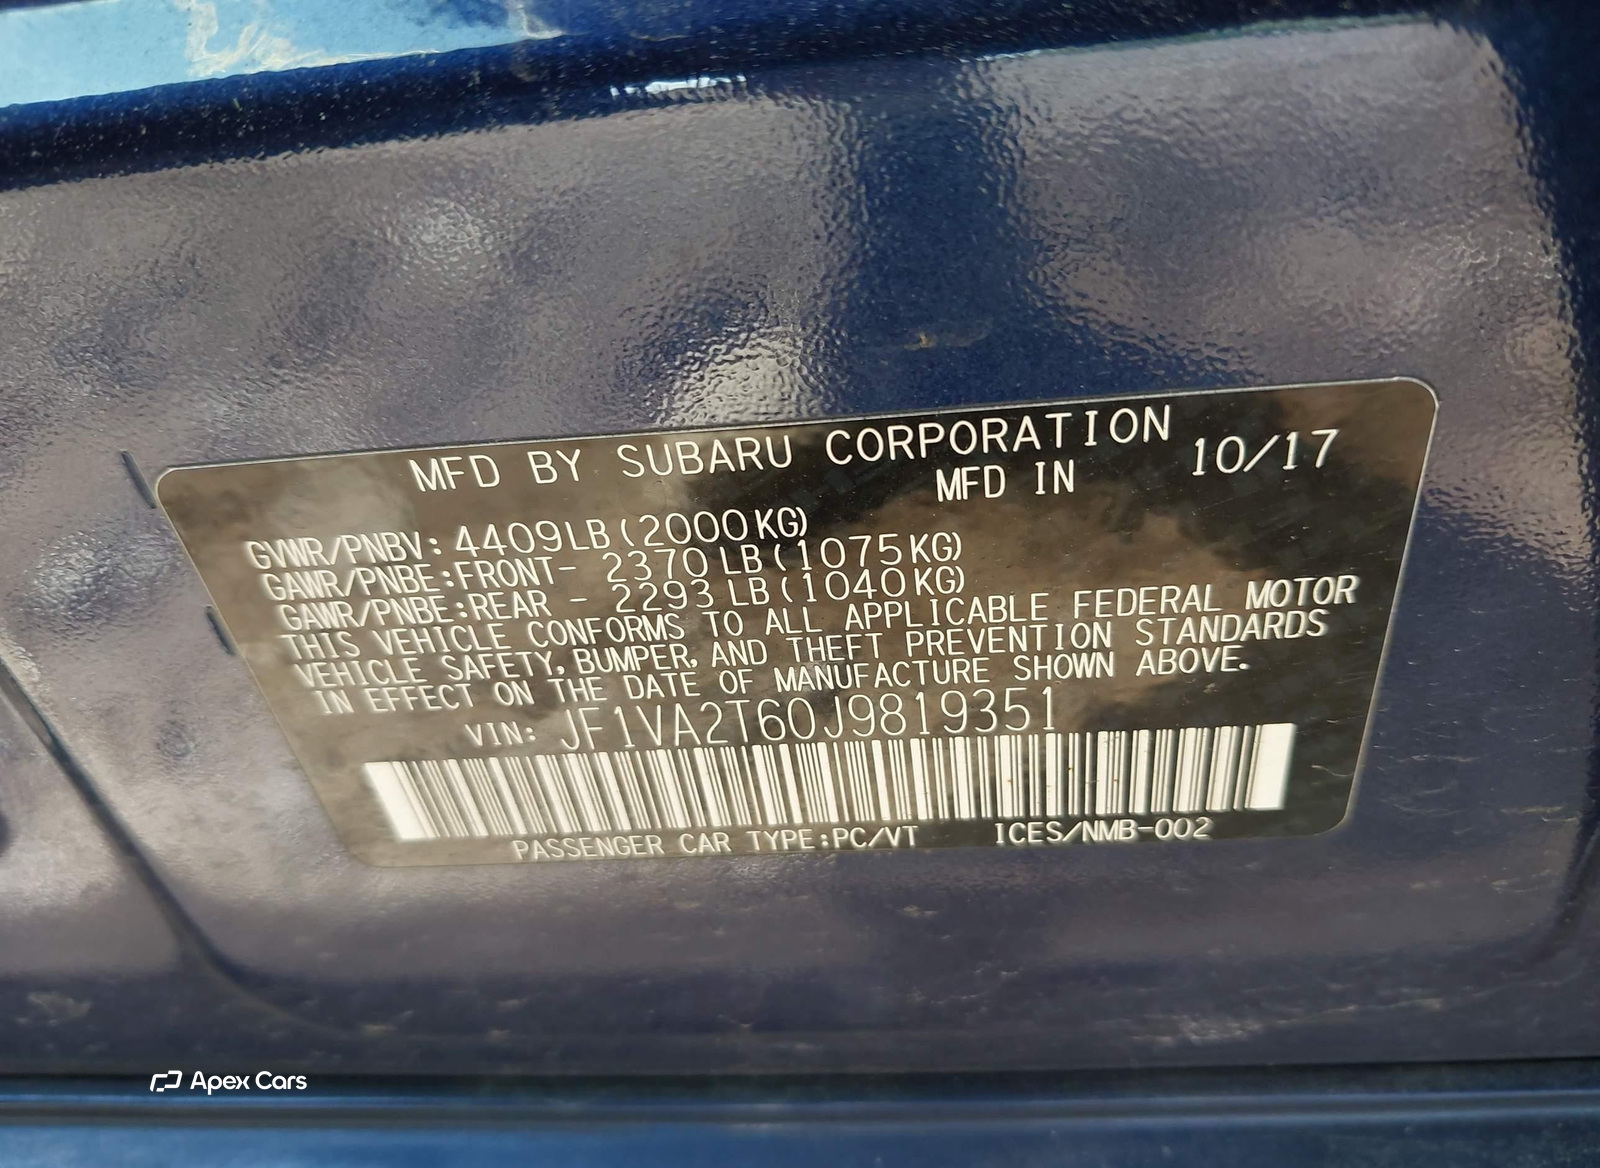 MFD BY SUBARU CORPORATION 10/17
MFD IN
GVWR/PNBV: 4409LB(2000KG)
GAWR/PNBE:FRONT- 2370LB(1075KG)
GAWR/PNBE:REAR - 2293LB(1040KG)
THIS VEHICLE CONFORMS TO ALL APPLICABLE FEDERAL MOTOR
VEHICLE SAFETY, BUMPER, AND THEFT PREVENTION STANDARDS
IN EFFECT ON THE DATE OF MANUFACTURE SHOWN ABOVE.
VIN: JF1VA2T60J9819351
PASSENGER CAR TYPE:PC/VT ICES/NMB-002
Apex Cars